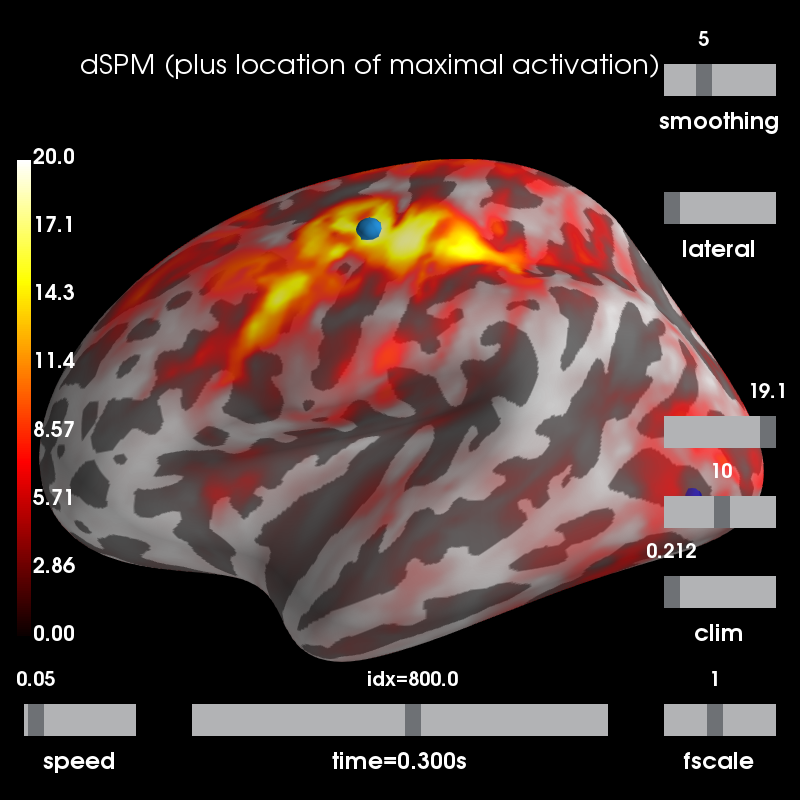 5
dSPM (plus location of maximal activation)
smoothing
20.0
17.1
lateral
14.3
11.4
19.1
8.57
10
5.71
0.212
2.86
0.00
clim
0.05
idx=800.0
1
speed
time=0.300s
fscale